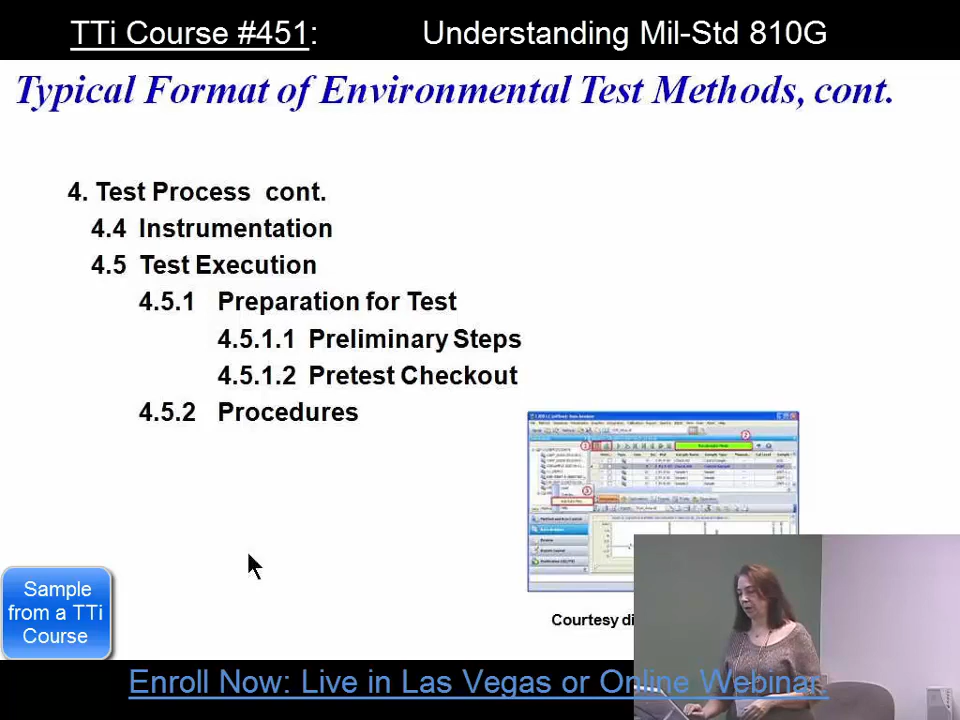 TTi Course #451: Understanding Mil-Std 810G
Typical Format of Environmental Test Methods, cont.
4. Test Process cont.
4.4 Instrumentation
4.5 Test Execution
4.5.1 Preparation for Test
4.5.1.1 Preliminary Steps
4.5.1.2 Pretest Checkout
4.5.2 Procedures
Courtesy
Sample
from a TTi
Course
Enroll Now: Live in Las Vegas or Online Webinar.